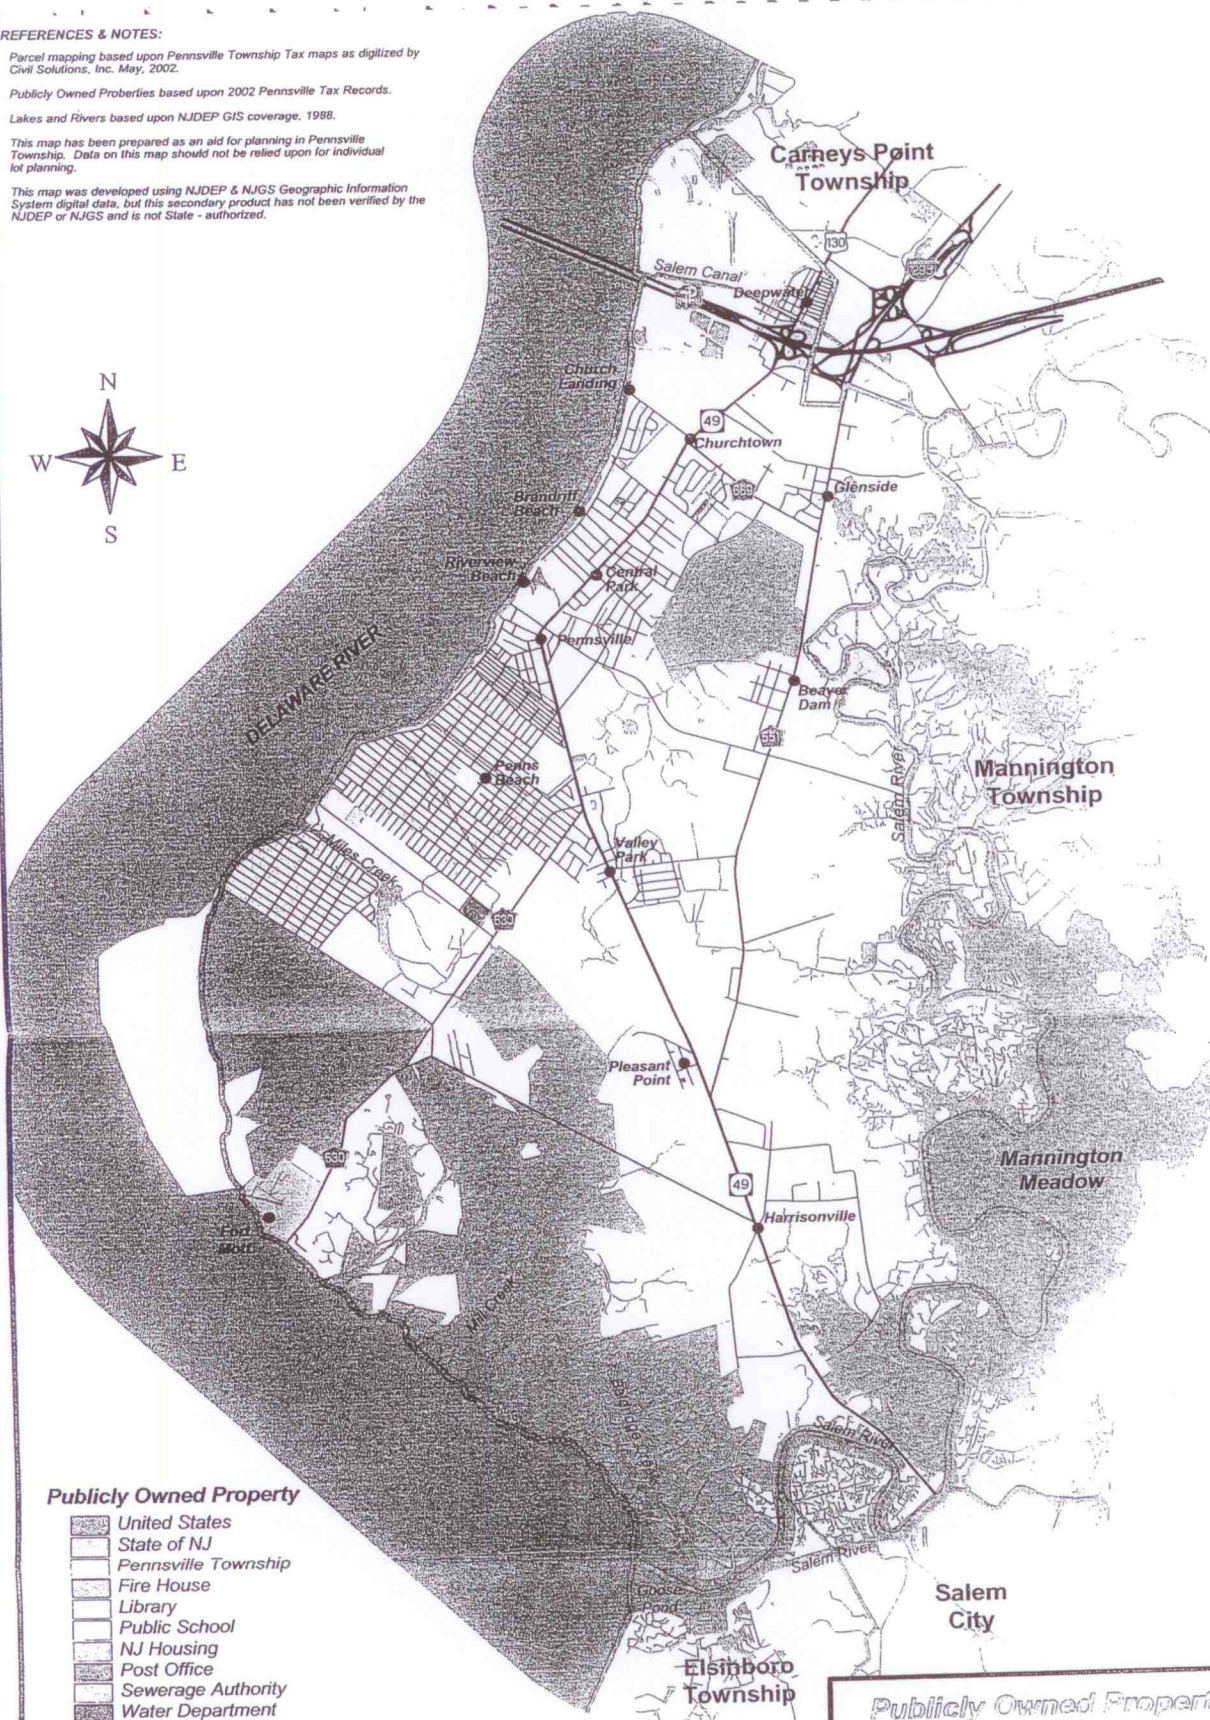 REFERENCES & NOTES:
Parcel mapping based upon Pennsville Township Tax maps as digitized by
Civil Solutions, Inc. May, 2002.
Publicly Owned Proberties based upon 2002 Pennsville Tax Records.
Lakes and Rivers based upon NJDEP GIS coverage, 1988.
This map has been prepared as an aid for planning in Pennsville
Township. Data on this map should not be relied upon for individual
lot planning.
This map was developed using NJDEP & NJGS Geographic Information
System digital data, but this secondary product has not been verified by the
NJDEP or NJGS and is not State - authorized.
Carneys Point
Township
130
295
Salem Canal
Deepwater
N
W
E
S
Church
Landing
49
Churchtown
669
Glenside
Brandriff
Beach
Riverview
Beach
Central
Park
Pennsville
DELAWARE RIVER
Beaver
Dam
551
Salem River
Mannington
Township
Penns
Beach
Valley
Park
Miles Creek
630
Pleasant
Point
630
Mannington
Meadow
49
Harrisonville
Fort
Mott
Mill Creek
Salem River
Salem River
Goose
Pond
Salem
City
Elsinboro
Township
Publicly Owned Property
United States
State of NJ
Pennsville Township
Fire House
Library
Public School
NJ Housing
Post Office
Sewerage Authority
Water Department
Publicly Owned Propert